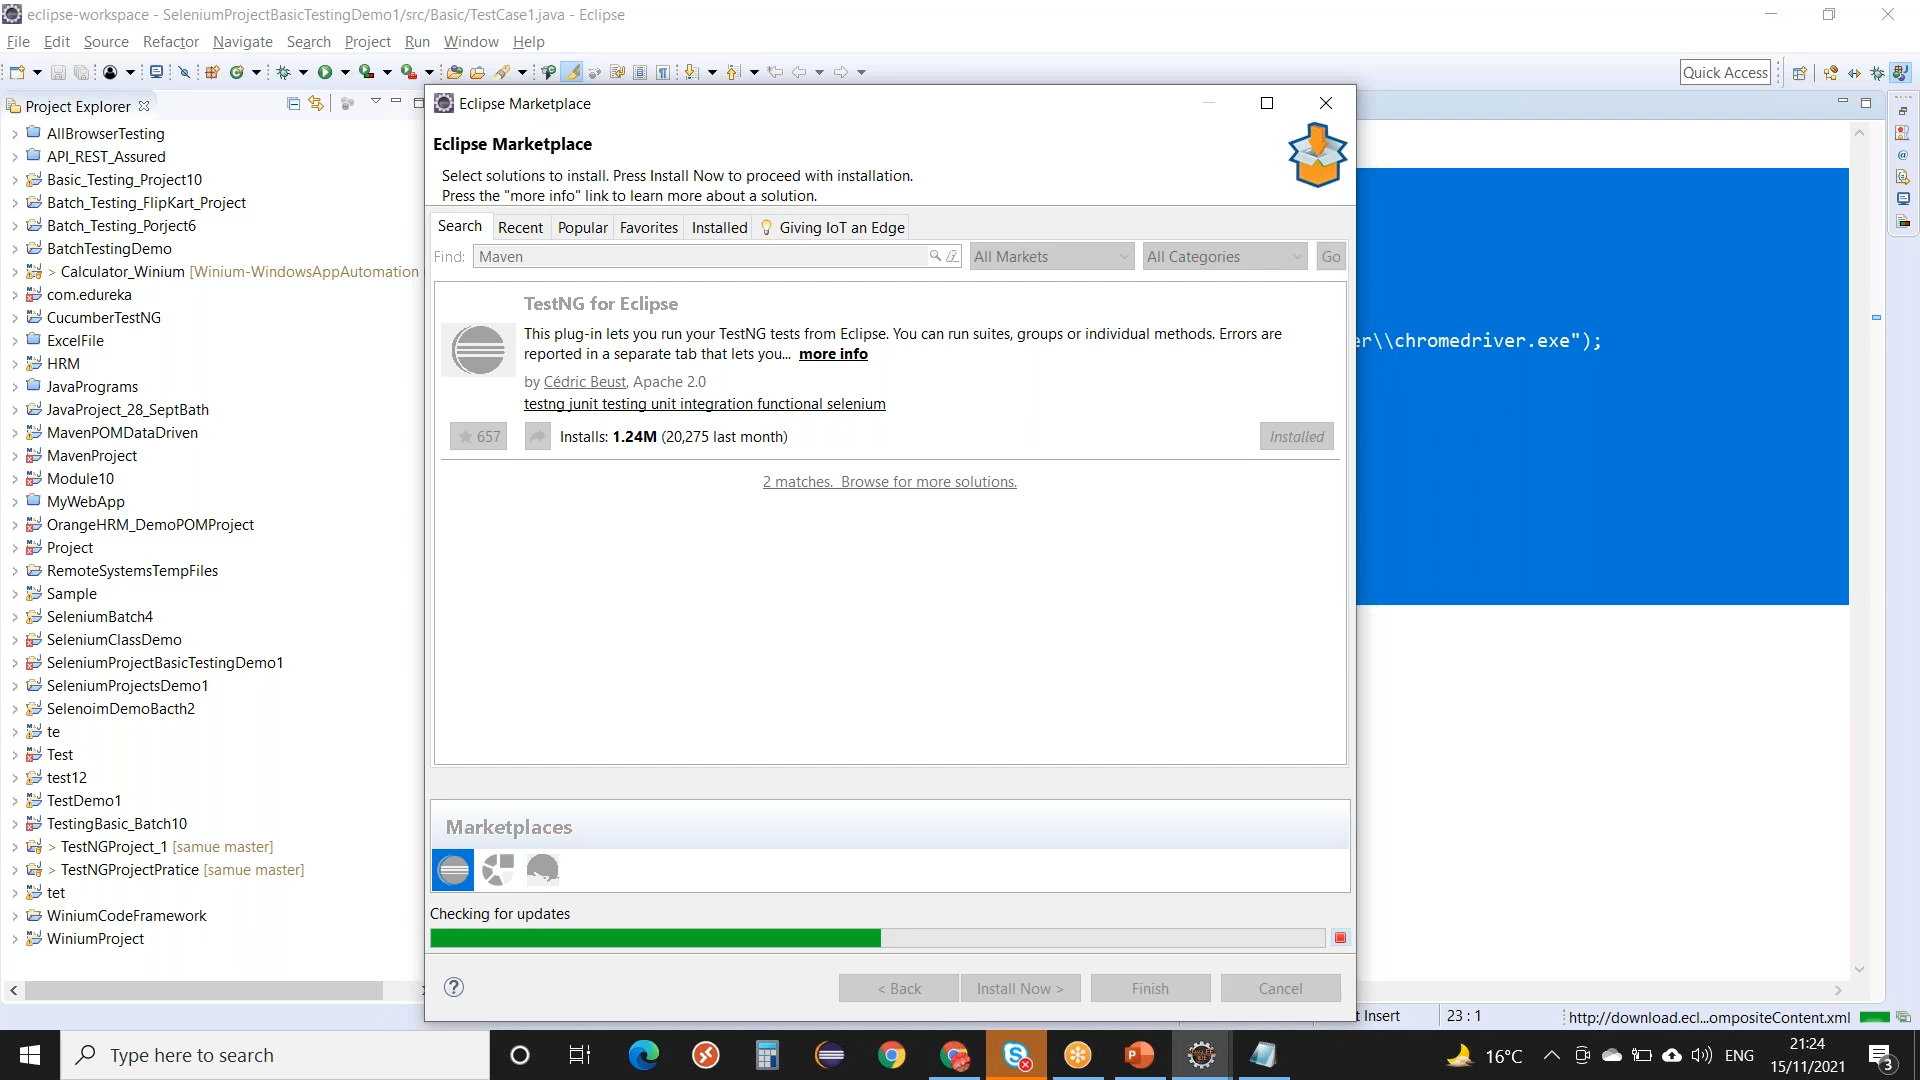 eclipse-workspace - SeleniumProjectBasicTestingDemo1/src/Basic/TestCase1.java - Eclipse
File Edit Source Refactor Navigate Search Project Run Window Help
Quick Access
Project Explorer
AllBrowserTesting
API_REST_Assured
Basic_Testing_Project10
Batch_Testing_FlipKart_Project
Batch_Testing_Porject6
BatchTestingDemo
> Calculator_Winium [Winium-WindowsAppAutomation
com.edureka
CucumberTestNG
ExcelFile
HRM
JavaPrograms
JavaProject_28_SeptBath
MavenPOMDataDriven
MavenProject
Module10
MyWebApp
OrangeHRM_DemoPOMProject
Project
RemoteSystemsTempFiles
Sample
SeleniumBatch4
SeleniumClassDemo
SeleniumProjectBasicTestingDemo1
SeleniumProjectsDemo1
SelenoimDemoBacth2
te
Test
test12
TestDemo1
TestingBasic_Batch10
> TestNGProject_1 [samue master]
> TestNGProjectPratice [samue master]
tet
WiniumCodeFramework
WiniumProject
Eclipse Marketplace
Eclipse Marketplace
Select solutions to install. Press Install Now to proceed with installation.
Press the "more info" link to learn more about a solution.
Search Recent Popular Favorites Installed Giving IoT an Edge
Find: Maven All Markets All Categories Go
TestNG for Eclipse
This plug-in lets you run your TestNG tests from Eclipse. You can run suites, groups or individual methods. Errors are
reported in a separate tab that lets you... more info
by Cédric Beust, Apache 2.0
testng junit testing unit integration functional selenium
657 Installs: 1.24M (20,275 last month) Installed
2 matches. Browse for more solutions.
Marketplaces
Checking for updates
< Back Install Now > Finish Cancel
er\\chromedriver.exe");
t Insert 23 : 1 http://download.ecl...ompositeContent.xml
Type here to search
16°C ENG
21:24
15/11/2021
3